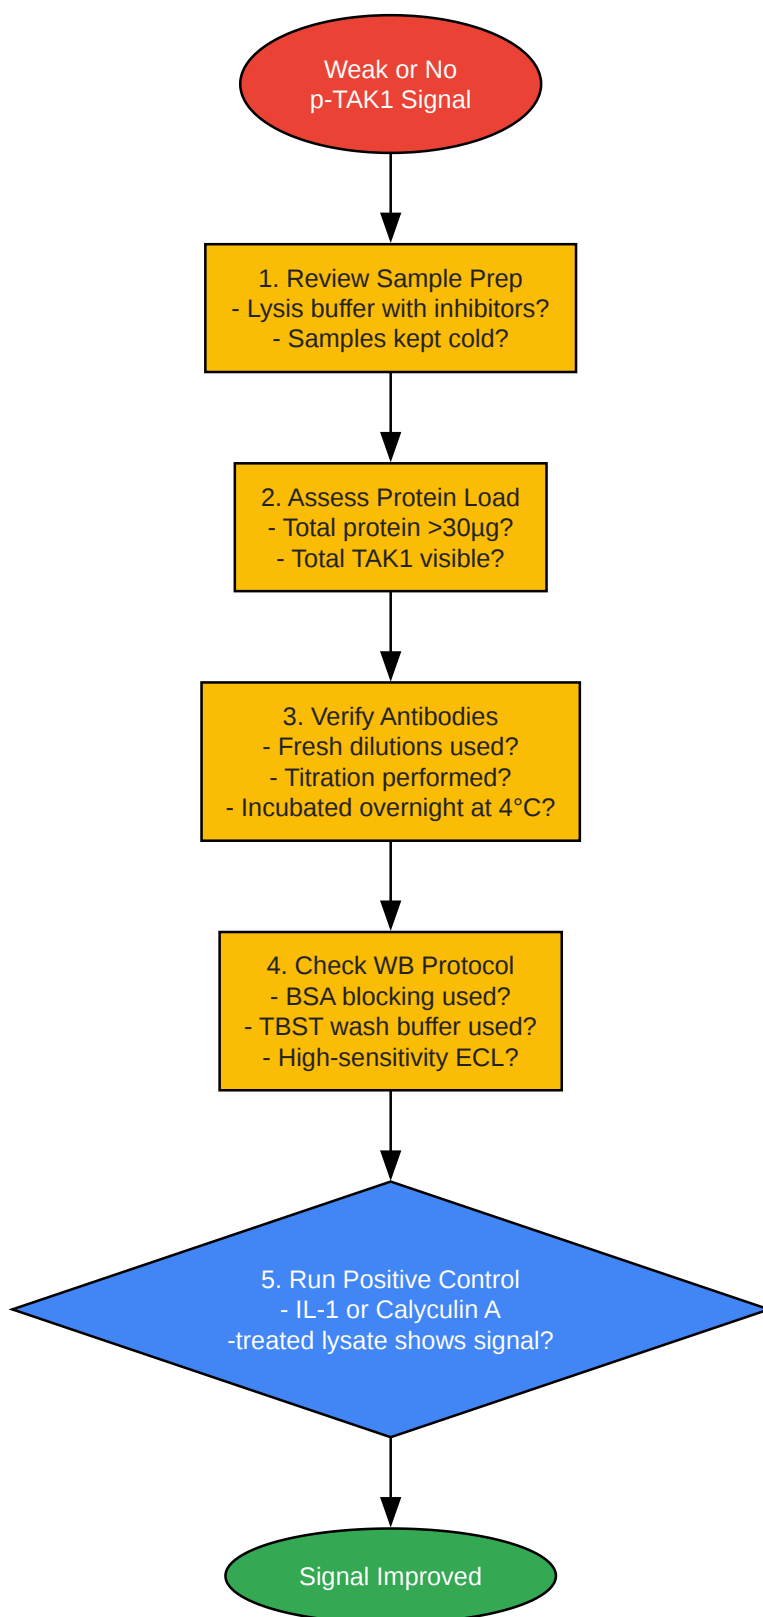 Weak or No
p-TAK1 Signal
1. Review Sample Prep
- Lysis buffer with inhibitors?
- Samples kept cold?
2. Assess Protein Load
- Total protein >30µg?
- Total TAK1 visible?
3. Verify Antibodies
- Fresh dilutions used?
- Titration performed?
- Incubated overnight at 4°C?
4. Check WB Protocol
- BSA blocking used?
- TBST wash buffer used?
- High-sensitivity ECL?
5. Run Positive Control
- IL-1 or Calyculin A
-treated lysate shows signal?
Signal Improved